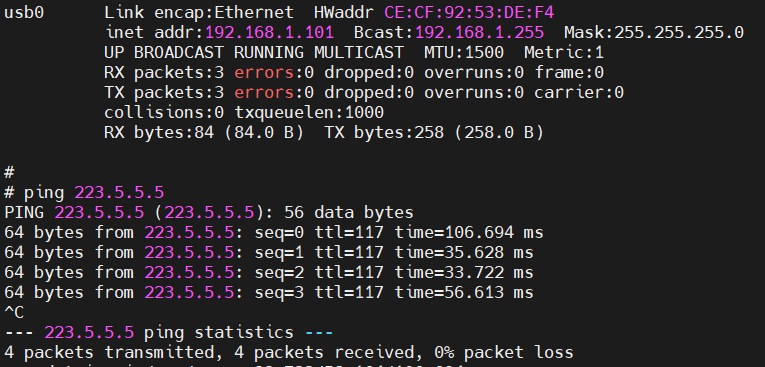 usb0      Link encap:Ethernet  HWaddr CE:CF:92:53:DE:F4
          inet addr:192.168.1.101  Bcast:192.168.1.255  Mask:255.255.255.0
          UP BROADCAST RUNNING MULTICAST  MTU:1500  Metric:1
          RX packets:3 errors:0 dropped:0 overruns:0 frame:0
          TX packets:3 errors:0 dropped:0 overruns:0 carrier:0
          collisions:0 txqueuelen:1000
          RX bytes:84 (84.0 B)  TX bytes:258 (258.0 B)
#
# ping 223.5.5.5
PING 223.5.5.5 (223.5.5.5): 56 data bytes
64 bytes from 223.5.5.5: seq=0 ttl=117 time=106.694 ms
64 bytes from 223.5.5.5: seq=1 ttl=117 time=35.628 ms
64 bytes from 223.5.5.5: seq=2 ttl=117 time=33.722 ms
64 bytes from 223.5.5.5: seq=3 ttl=117 time=56.613 ms
^C
--- 223.5.5.5 ping statistics ---
4 packets transmitted, 4 packets received, 0% packet loss